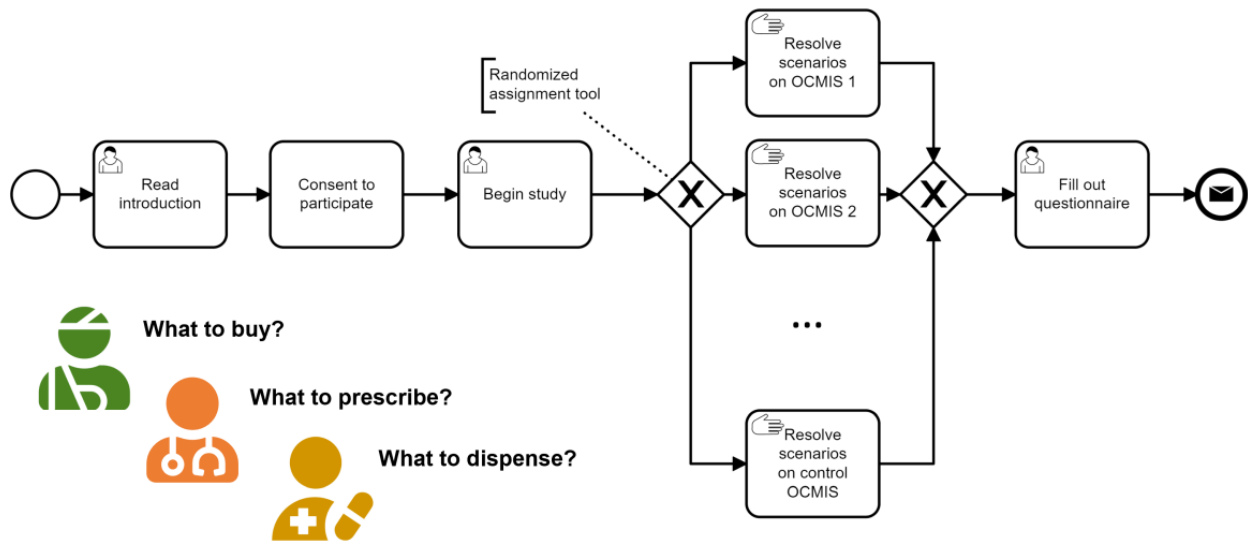 Randomized
assignment tool
Read
introduction
Consent to
participate
Begin study
Resolve
scenarios
on OCMIS 1
Resolve
scenarios
on OCMIS 2
...
Resolve
scenarios
on control
OCMIS
Fill out
questionnaire
What to buy?
What to prescribe?
What to dispense?